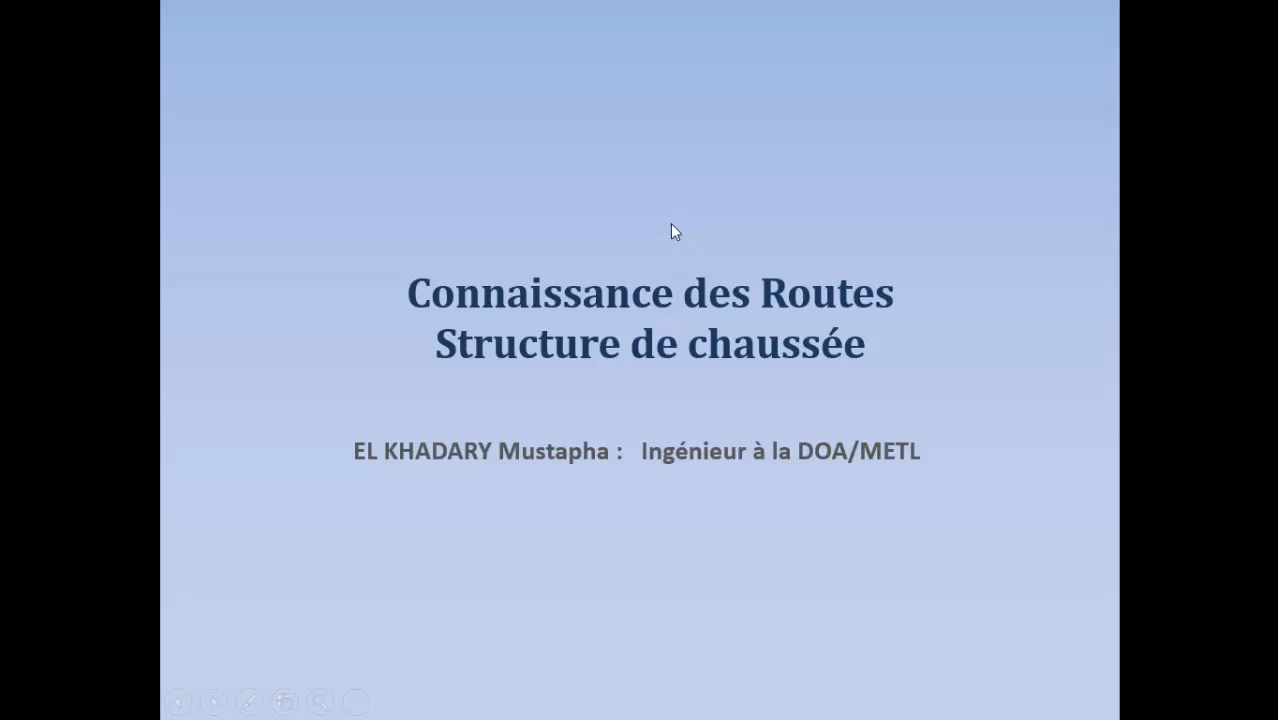 Connaissance des Routes
Structure de chaussée
EL KHADARY Mustapha :   Ingénieur à la DOA/METL